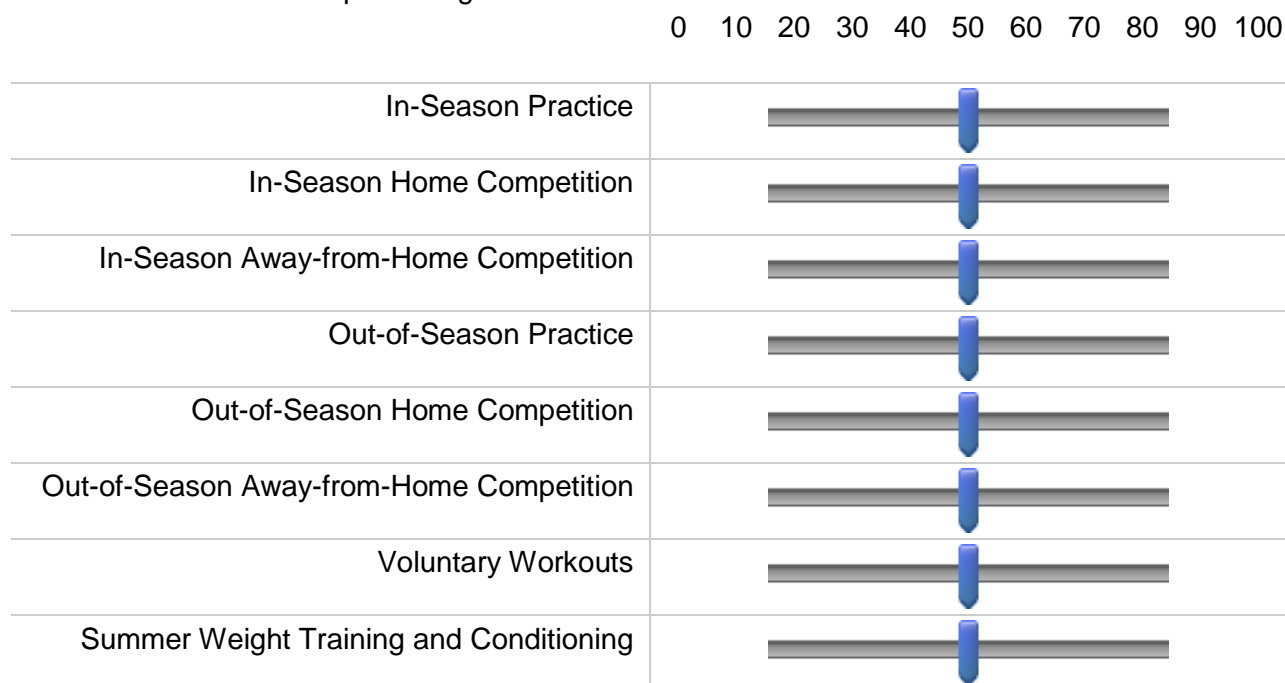 0 10 20 30 40 50 60 70 80 90 100
In-Season Practice
In-Season Home Competition
In-Season Away-from-Home Competition
Out-of-Season Practice
Out-of-Season Home Competition
Out-of-Season Away-from-Home Competition
Voluntary Workouts
Summer Weight Training and Conditioning